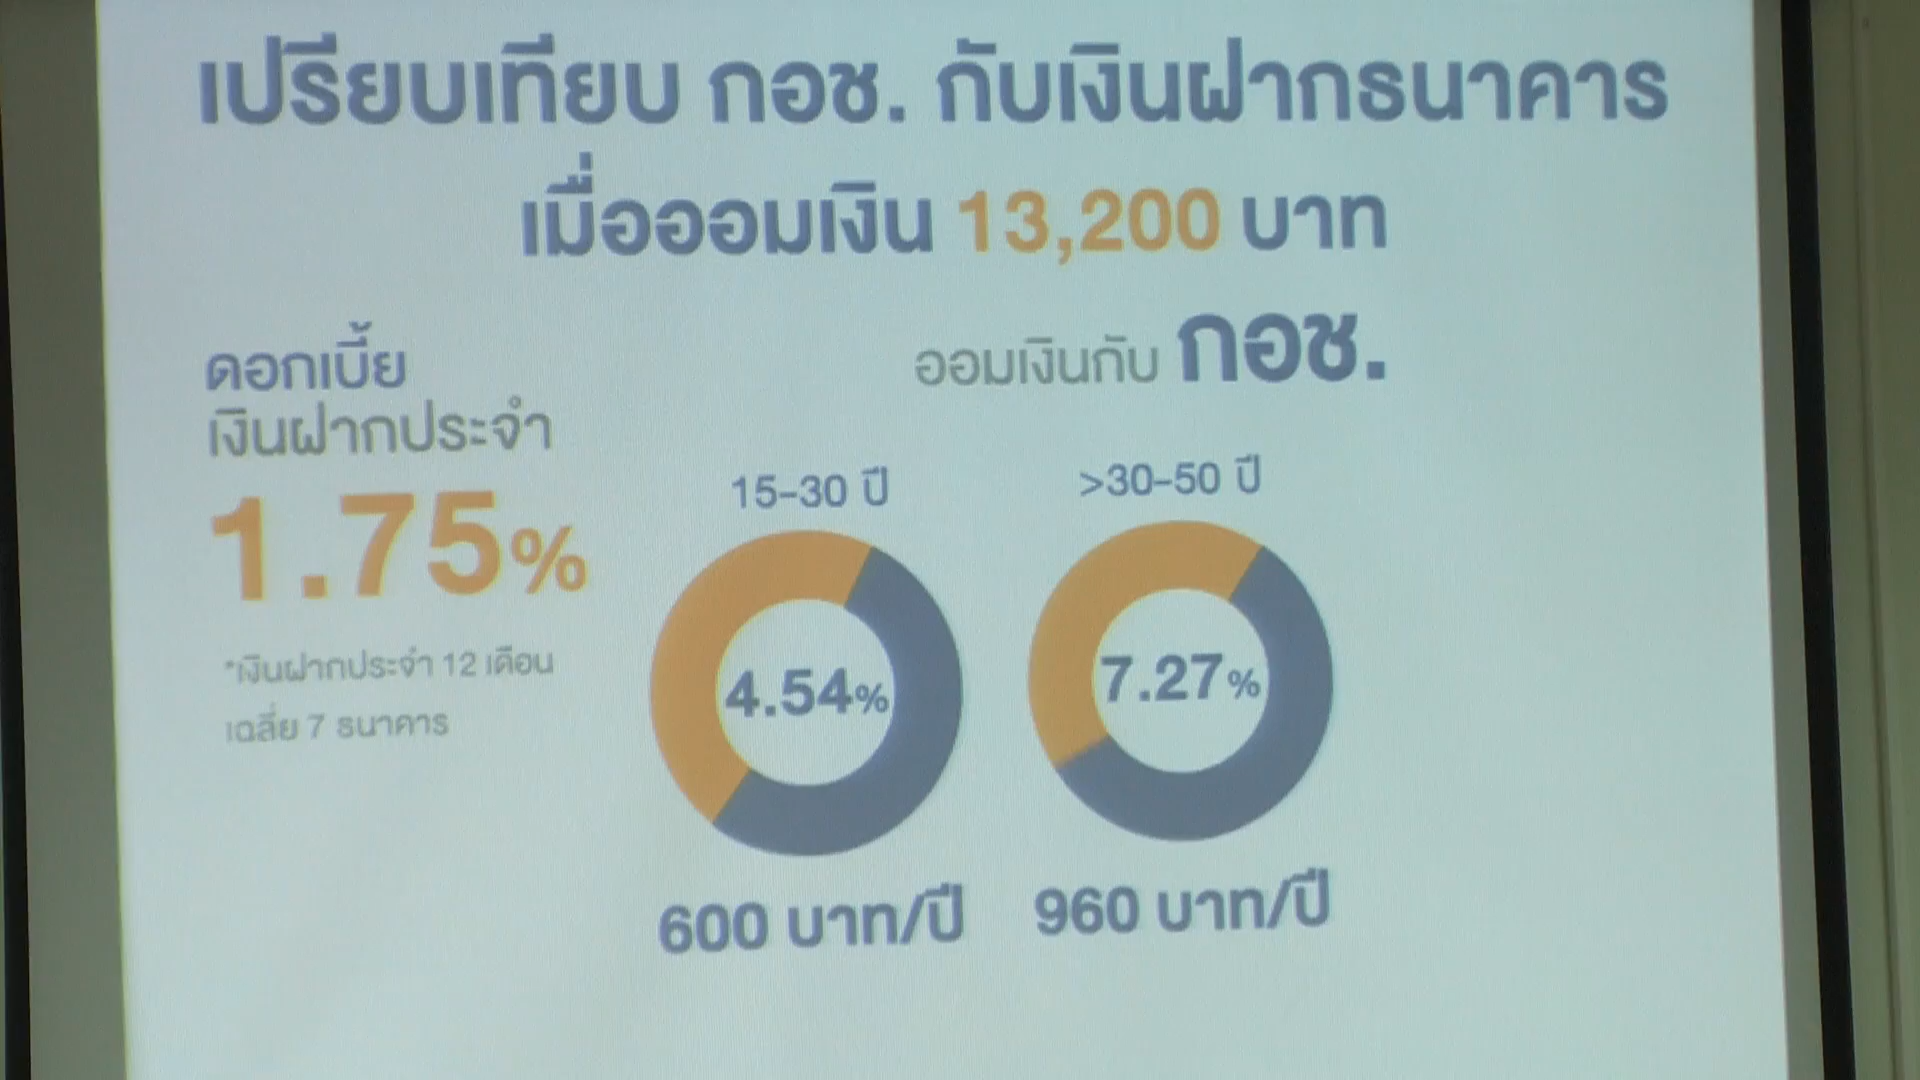 เปรียบเทียบ กอช. กับเงินฝากธนาคาร
เมื่อออมเงิน 13,200 บาท
ดอกเบี้ย
เงินฝากประจำ
1.75%
*เงินฝากประจำ 12 เดือน
เฉลี่ย 7 ธนาคาร
ออมเงินกับ กอช.
15-30 ปี
4.54%
600 บาท/ปี
>30-50 ปี
7.27%
960 บาท/ปี